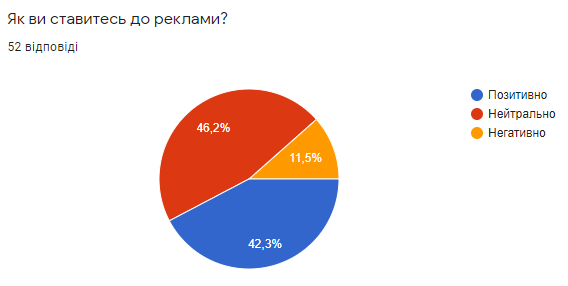 Як ви ставитесь до реклами?
52 відповіді
46,2%
11,5%
42,3%
Позитивно
Нейтрально
Негативно